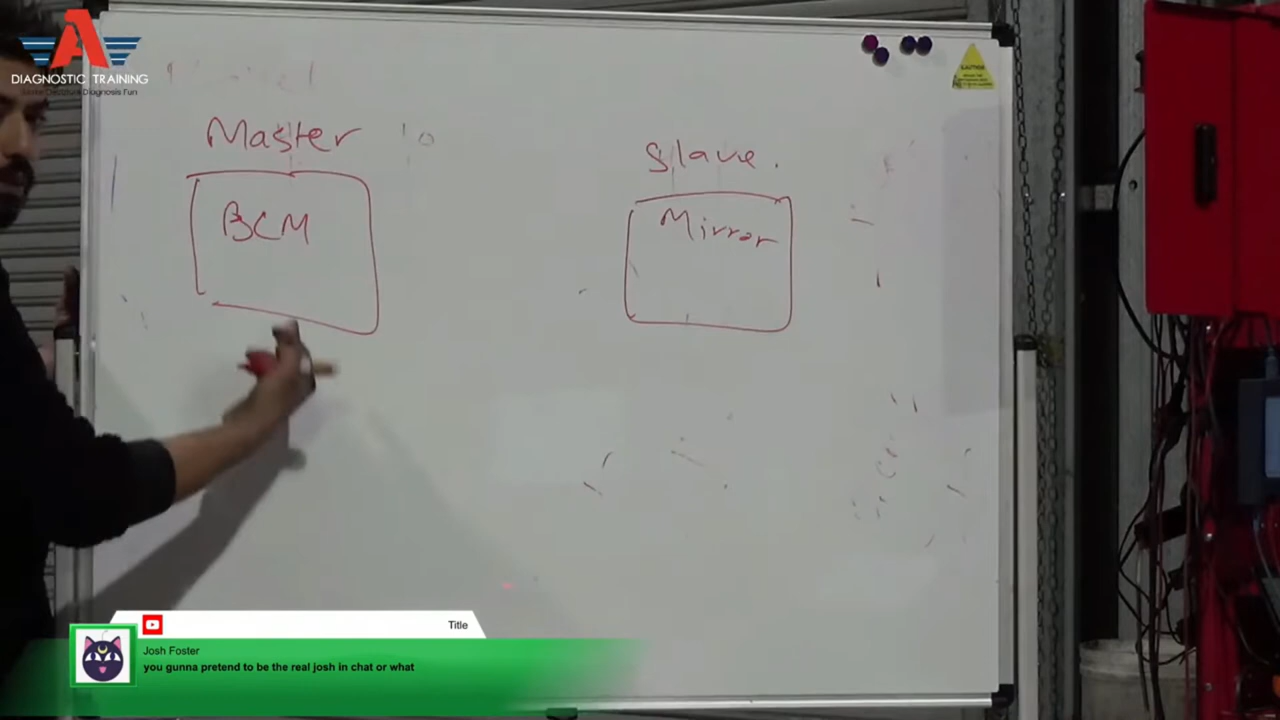 A
DIAGNOSTIC TRAINING
Master
Slave.
BCM
Mirror
CAUTION
Title
Josh Foster
you gunna pretend to be the real josh in chat or what